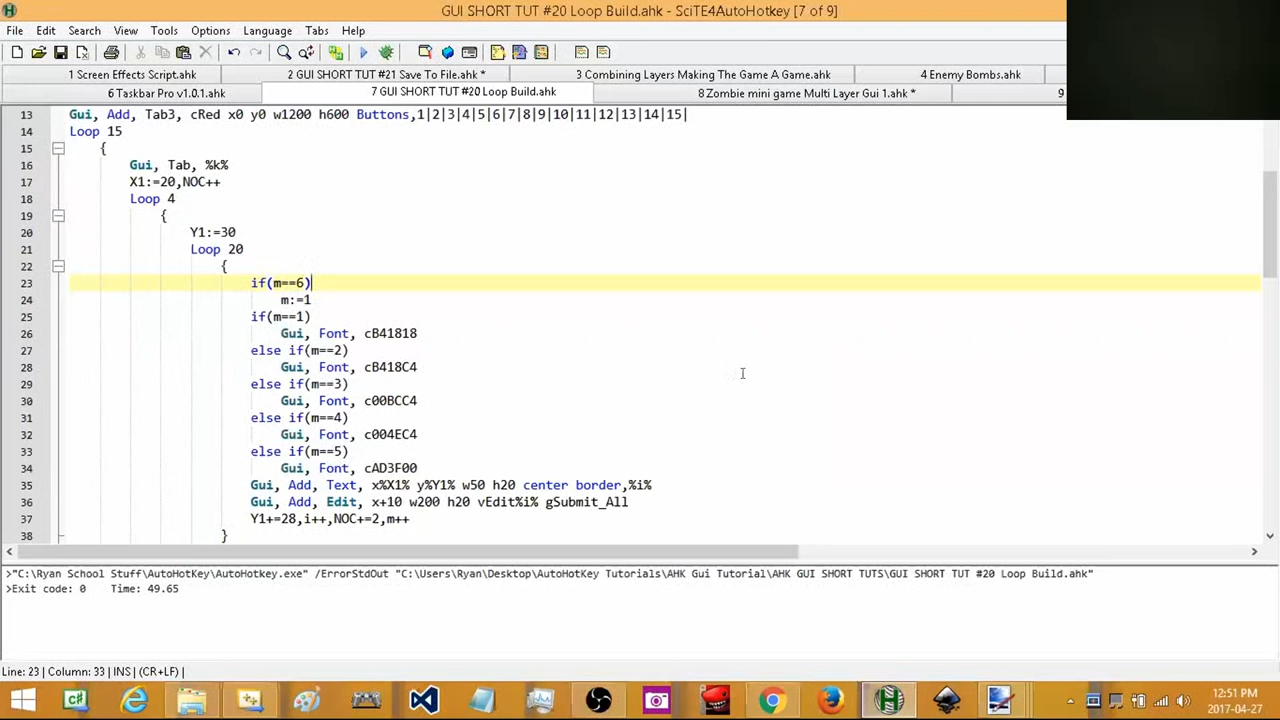 GUI SHORT TUT #20 Loop Build.ahk - SciTE4AutoHotkey [7 of 9]
File Edit Search View Tools Options Language Tabs Help
1 Screen Effects Script.ahk 2 GUI SHORT TUT #21 Save To File.ahk * 3 Combining Layers Making The Game A Game.ahk 4 Enemy Bombs.ahk
6 Taskbar Pro v1.0.1.ahk 7 GUI SHORT TUT #20 Loop Build.ahk 8 Zombie mini game Multi Layer Gui 1.ahk * 9
13 Gui, Add, Tab3, cRed x0 y0 w1200 h600 Buttons,1|2|3|4|5|6|7|8|9|10|11|12|13|14|15|
14 Loop 15
15 {
16 Gui, Tab, %k%
17 X1:=20,NOC++
18 Loop 4
19 {
20 Y1:=30
21 Loop 20
22 {
23 if(m==6)
24 m:=1
25 if(m==1)
26 Gui, Font, cB41818
27 else if(m==2)
28 Gui, Font, cB418C4
29 else if(m==3)
30 Gui, Font, c00BCC4
31 else if(m==4)
32 Gui, Font, c004EC4
33 else if(m==5)
34 Gui, Font, cAD3F00
35 Gui, Add, Text, x%X1% y%Y1% w50 h20 center border,%i%
36 Gui, Add, Edit, x+10 w200 h20 vEdit%i% gSubmit_All
37 Y1+=28,i++,NOC+=2,m++
38 }
>"C:\Ryan School Stuff\AutoHotKey\AutoHotkey.exe" /ErrorStdOut "C:\Users\Ryan\Desktop\AutoHotKey Tutorials\AHK Gui Tutorial\AHK GUI SHORT TUTS\GUI SHORT TUT #20 Loop Build.ahk"
>Exit code: 0 Time: 49.65
Line: 23 | Column: 33 | INS | (CR+LF) |
12:51 PM
2017-04-27